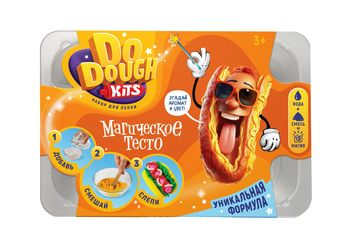 DO
DOUGH
KiTS
НАБОР ДЛЯ ЛЕПКИ
3+
УГАДАЙ
АРОМАТ
И ЦВЕТ!
МАГИЧЕСКОЕ
ТЕСТО
1
ДОБАВЬ
2
СМЕШАЙ
3
СЛЕПИ
ВОДА
+
СМЕСЬ
=
МАГИЯ
УНИКАЛЬНАЯ
ФОРМУЛА